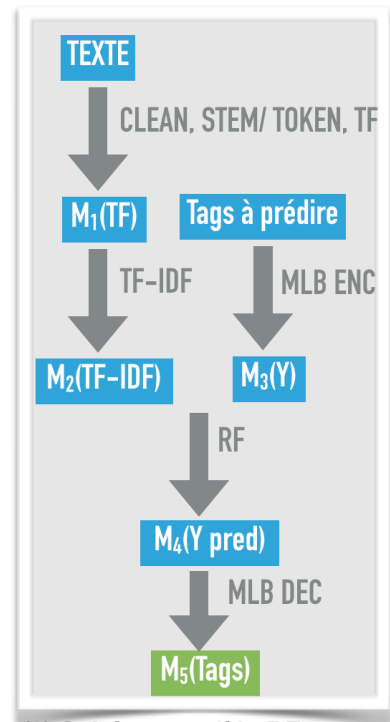 TEXTE
CLEAN, STEM/ TOKEN, TF
M₁(TF)
Tags à prédire
TF-IDF
MLB ENC
M₂(TF-IDF)
M₃(Y)
RF
M₄(Y pred)
MLB DEC
M₅(Tags)